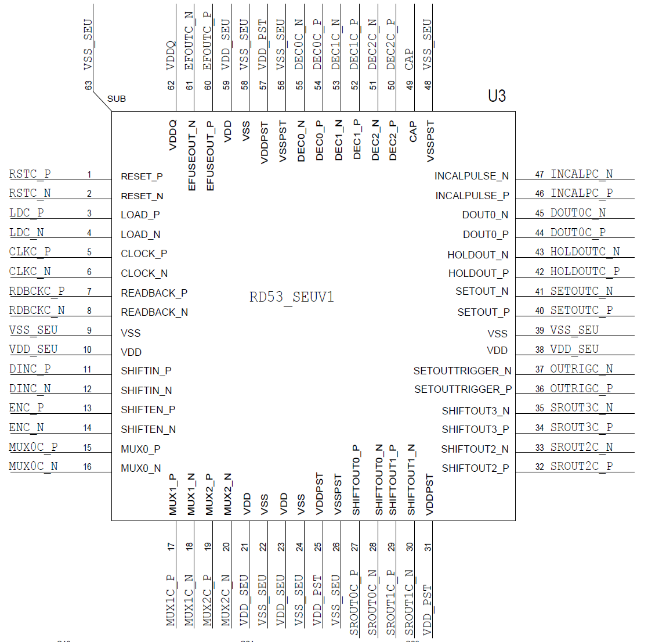 VSS_SEU
63
SUB
VDDQ
62
VDDQ
EFOUTC_N
61
EFUSEOUT_N
EFOUTC_P
60
EFUSEOUT_P
VDD_SEU
59
VDD
VSS_SEU
58
VSS
VDD_PST
57
VDDPST
VSS_SEU
56
VSSPST
DEC0C_N
55
DEC0_N
DEC0C_P
54
DEC0_P
DEC1C_N
53
DEC1_N
DEC1C_P
52
DEC1_P
DEC2C_N
51
DEC2_N
DEC2C_P
50
DEC2_P
CAP
49
CAP
VSS_SEU
48
VSSPST
U3
RSTC_P 1 RESET_P
RSTC_N 2 RESET_N
LDC_P 3 LOAD_P
LDC_N 4 LOAD_N
CLKC_P 5 CLOCK_P
CLKC_N 6 CLOCK_N
RDBCKC_P 7 READBACK_P
RDBCKC_N 8 READBACK_N
VSS_SEU 9 VSS
VDD_SEU 10 VDD
DINC_P 11 SHIFTIN_P
DINC_N 12 SHIFTIN_N
ENC_P 13 SHIFTEN_P
ENC_N 14 SHIFTEN_N
MUX0C_P 15 MUX0_P
MUX0C_N 16 MUX0_N
RD53_SEUV1
INCALPULSE_N 47 INCALPC_N
INCALPULSE_P 46 INCALPC_P
DOUT0_N 45 DOUT0C_N
DOUT0_P 44 DOUT0C_P
HOLDOUT_N 43 HOLDOUTC_N
HOLDOUT_P 42 HOLDOUTC_P
SETOUT_N 41 SETOUTC_N
SETOUT_P 40 SETOUTC_P
VSS 39 VSS_SEU
VDD 38 VDD_SEU
SETOUTTRIGGER_N 37 OUTRIGC_N
SETOUTTRIGGER_P 36 OUTRIGC_P
SHIFTOUT3_N 35 SROUT3C_N
SHIFTOUT3_P 34 SROUT3C_P
SHIFTOUT2_N 33 SROUT2C_N
SHIFTOUT2_P 32 SROUT2C_P
MUX1_P
17
MUX1C_P
MUX1_N
18
MUX1C_N
MUX2_P
19
MUX2C_P
MUX2_N
20
MUX2C_N
VDD
21
VDD_SEU
VSS
22
VSS_SEU
VDD
23
VDD_SEU
VSS
24
VSS_SEU
VDDPST
25
VDD_PST
VSSPST
26
VSS_SEU
SHIFTOUT0_P
27
SROUT0C_P
SHIFTOUT0_N
28
SROUT0C_N
SHIFTOUT1_P
29
SROUT1C_P
SHIFTOUT1_N
30
SROUT1C_N
VDDPST
31
VDD_PST